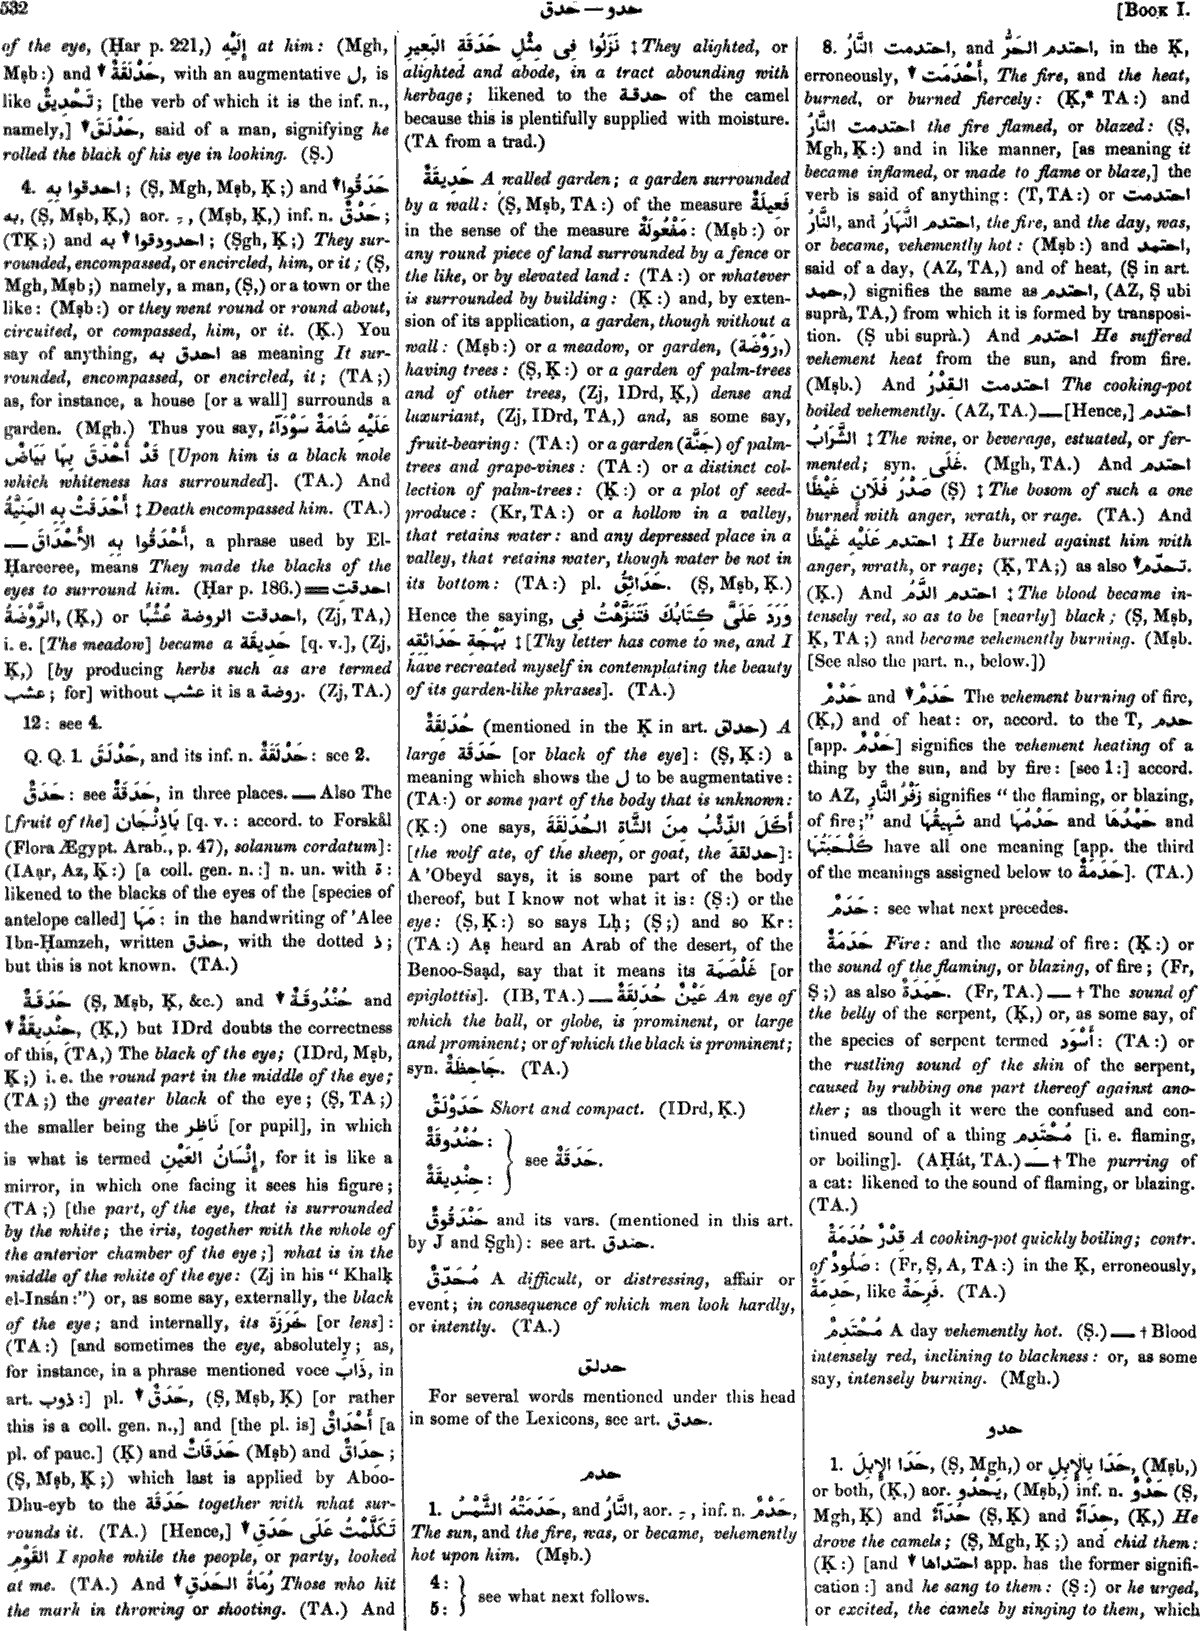 532
حدو — حدق
[BOOK I.
of the eye, (Ḥar p. 221,) إِلَيْهِ at him: (Mgh,
Mṣb:) and ↓ حَدْلَقَةٌ, with an augmentative ل, is
like تَحْدِيقٌ; [the verb of which it is the inf. n.,
namely,] ↓ حَدْلَقَ, said of a man, signifying he
rolled the black of his eye in looking. (Ṣ.)
4. احدقوا به; (Ṣ, Mgh, Mṣb, Ḳ;) and ↓ حَدَقُوا
به, (Ṣ, Mṣb, Ḳ,) aor. ـِ, (Mṣb, Ḳ,) inf. n. حَدْقٌ;
(TḲ;) and ↓ احدودقوا به; (Ṣgh, Ḳ;) They sur-
rounded, encompassed, or encircled, him, or it; (Ṣ,
Mgh, Mṣb;) namely, a man, (Ṣ,) or a town or the
like: (Mṣb:) or they went round or round about,
circuited, or compassed, him, or it. (Ḳ.) You
say of anything, احدق به as meaning It sur-
rounded, encompassed, or encircled, it; (TA;)
as, for instance, a house [or a wall] surrounds a
garden. (Mgh.) Thus you say, عَلَيْهِ شَامَةٌ سَوْدَآءُ
قَدْ أَحْدَقَ بِهَا بَيَاضٌ [Upon him is a black mole
which whiteness has surrounded]. (TA.) And
أَحْدَقَتْ بِهِ المَنِيَّةُ ‡ Death encompassed him. (TA.)
— أَحْدَقُوا بِهِ الأَحْدَاقَ, a phrase used by El-
Ḥareeree, means They made the blacks of the
eyes to surround him. (Ḥar p. 186.) = احدقت
الرَّوْضَةُ, (Ḳ,) or احدقت الروضة عُشْبًا, (Zj, TA,)
i. e. [The meadow] became a حَدِيقَة [q. v.], (Zj,
Ḳ,) [by producing herbs such as are termed
عشب; for] without عشب it is a روضة. (Zj, TA.)
12: see 4.
Q. Q. 1. حَدْلَقَ, and its inf. n. حَدْلَقَةٌ: see 2.
حَدَقٌ: see حَدَقَةٌ, in three places. — Also The
[fruit of the] بَاذِنْجَان [q. v.: accord. to Forskål
(Flora Ægypt. Arab., p. 47), solanum cordatum]:
(IAạr, Az, Ḳ:) [a coll. gen. n.:] n. un. with ة:
likened to the blacks of the eyes of the [species of
antelope called] مَهًا: in the handwriting of 'Alee
Ibn-Ḥamzeh, written حذق, with the dotted ذ;
but this is not known. (TA.)
حَدَقَةٌ (Ṣ, Mṣb, Ḳ, &c.) and ↓ حُنْدُوقَةٌ and
↓ حِنْدِيقَةٌ, (Ḳ,) but IDrd doubts the correctness
of this, (TA,) The black of the eye; (IDrd, Mṣb,
Ḳ;) i. e. the round part in the middle of the eye;
(TA;) the greater black of the eye; (Ṣ, TA;)
the smaller being the نَاظِر [or pupil], in which
is what is termed إِنْسَانُ العَيْنِ, for it is like a
mirror, in which one facing it sees his figure;
(TA;) [the part, of the eye, that is surrounded
by the white; the iris, together with the whole of
the anterior chamber of the eye;] what is in the
middle of the white of the eye: (Zj in his "Khalḳ
el-Insán:") or, as some say, externally, the black
of the eye; and internally, its خَرَزَة [or lens]:
(TA:) [and sometimes the eye, absolutely; as,
for instance, in a phrase mentioned voce ذَابَ, in
art. ذوب:] pl. ↓ حَدَقٌ, (Ṣ, Mṣb, Ḳ) [or rather
this is a coll. gen. n.,] and [the pl. is] أَحْدَاقٌ [a
pl. of pauc.] (Ḳ) and حَدَقَاتٌ (Mṣb) and حِدَاقٌ;
(Ṣ, Mṣb, Ḳ;) which last is applied by Aboo-
Dhu-eyb to the حَدَقَة together with what sur-
rounds it. (TA.) [Hence,] ↓ تَكَلَّمْتُ عَلَى حَدَقِ
القَوْمِ I spoke while the people, or party, looked
at me. (TA.) And ↓ رُمَاةُ الحَدَقِ Those who hit
the mark in throwing or shooting. (TA.) And
نَزَلُوا فِى مِثْلِ حَدَقَةِ البَعِيرِ ‡ They alighted, or
alighted and abode, in a tract abounding with
herbage; likened to the حدقة of the camel
because this is plentifully supplied with moisture.
(TA from a trad.)
حَدِيقَةٌ A walled garden; a garden surrounded
by a wall: (Ṣ, Mṣb, TA:) of the measure فَعِيلَةٌ
in the sense of the measure مَفْعُولَةٌ: (Mṣb:) or
any round piece of land surrounded by a fence or
the like, or by elevated land: (TA:) or whatever
is surrounded by building: (Ḳ:) and, by exten-
sion of its application, a garden, though without a
wall: (Mṣb:) or a meadow, or garden, (رَوْضَة,)
having trees: (Ṣ, Ḳ:) or a garden of palm-trees
and of other trees, (Zj, IDrd, Ḳ,) dense and
luxuriant, (Zj, IDrd, TA,) and, as some say,
fruit-bearing: (TA:) or a garden (جَنَّة) of palm-
trees and grape-vines: (TA:) or a distinct col-
lection of palm-trees: (Ḳ:) or a plot of seed-
produce: (Kr, TA:) or a hollow in a valley,
that retains water: and any depressed place in a
valley, that retains water, though water be not in
its bottom: (TA:) pl. حَدَائِقُ. (Ṣ, Mṣb, Ḳ.)
Hence the saying, وَرَدَ عَلَىَّ كِتَابُكَ فَتَنَزَّهْتُ فِى
بَهْجَةِ حَدَائِقِهِ ‡ [Thy letter has come to me, and I
have recreated myself in contemplating the beauty
of its garden-like phrases]. (TA.)
حُدَلِقَةٌ (mentioned in the Ḳ in art. حدلق) A
large حَدَقَة [or black of the eye]: (Ṣ, Ḳ:) a
meaning which shows the ل to be augmentative:
(TA:) or some part of the body that is unknown:
(Ḳ:) one says, أَكَلَ الذِّئْبُ مِنَ الشَّاةِ الحُدَلِقَةَ
[the wolf ate, of the sheep, or goat, the حدلقة]:
A'Obeyd says, it is some part of the body
thereof, but I know not what it is: (Ṣ:) or the
eye: (Ṣ, Ḳ:) so says Lḥ; (Ṣ;) and so Kr:
(TA:) Aṣ heard an Arab of the desert, of the
Benoo-Saạd, say that it means its غَلْصَمَة [or
epiglottis]. (IB, TA.) — عَيْنٌ حُدَلِقَةٌ An eye of
which the ball, or globe, is prominent, or large
and prominent; or of which the black is prominent;
syn. جَاحِظَةٌ. (TA.)
حَدَوْلَقٌ Short and compact. (IDrd, Ḳ.)
حُنْدُوقَةٌ:
حِنْدِيقَةٌ:
see حَدَقَةٌ.
حَنْدَقُوقٌ and its vars. (mentioned in this art.
by J and Ṣgh): see art. حندق.
مُحَدِّقٌ A difficult, or distressing, affair or
event; in consequence of which men look hardly,
or intently. (TA.)
حدلق
For several words mentioned under this head
in some of the Lexicons, see art. حدق.
حدم
1. حَدَمَتْهُ الشَّمْسُ, and النَّارُ, aor. ـِ, inf. n. حَدْمٌ,
The sun, and the fire, was, or became, vehemently
hot upon him. (Mṣb.)
4:
5:
see what next follows.
8. احتدمت النَّارُ, and احتدم الحَرُّ, in the Ḳ,
erroneously, ↓ أَحْدَمَت, The fire, and the heat,
burned, or burned fiercely: (Ḳ,* TA:) and
احتدمت النَّارُ the fire flamed, or blazed: (Ṣ,
Mgh, Ḳ:) and in like manner, [as meaning it
became inflamed, or made to flame or blaze,] the
verb is said of anything: (T, TA:) or احتدمت
النَّارُ, and احتدم النَّهَارُ, the fire, and the day, was,
or became, vehemently hot: (Mṣb:) and احتمد,
said of a day, (AZ, TA,) and of heat, (Ṣ in art.
حمد,) signifies the same as احتدم, (AZ, Ṣ ubi
suprà, TA,) from which it is formed by transposi-
tion. (Ṣ ubi suprà.) And احتدم He suffered
vehement heat from the sun, and from fire.
(Mṣb.) And احتدمت القِدْرُ The cooking-pot
boiled vehemently. (AZ, TA.) — [Hence,] احتدم
الشَّرَابُ ‡ The wine, or beverage, estuated, or fer-
mented; syn. غَلَى. (Mgh, TA.) And احتدم
صَدْرُ فُلَانٍ غَيْظًا (Ṣ) ‡ The bosom of such a one
burned with anger, wrath, or rage. (TA.) And
احتدم عَلَيْهِ غَيْظًا ‡ He burned against him with
anger, wrath, or rage; (Ḳ, TA;) as also ↓ تحدّم.
(Ḳ.) And احتدم الدَّمُ ‡ The blood became in-
tensely red, so as to be [nearly] black; (Ṣ, Mṣb,
Ḳ, TA;) and became vehemently burning. (Mṣb.
[See also the part. n., below.])
حَدْمٌ and ↓ حَدَمٌ The vehement burning of fire,
(Ḳ,) and of heat: or, accord. to the T, حدم
[app. حَدْمٌ] signifies the vehement heating of a
thing by the sun, and by fire: [see 1:] accord.
to AZ, زَفْرُ النَّارِ signifies "the flaming, or blazing,
of fire;" and شَهِيقُهَا and حَدْمُهَا and حَمْدُهَا and
كَلْحَبَتُهَا have all one meaning [app. the third
of the meanings assigned below to حَدَمَةٌ]. (TA.)
حَدَمٌ: see what next precedes.
حَدَمَةٌ Fire: and the sound of fire: (Ḳ:) or
the sound of the flaming, or blazing, of fire; (Fr,
Ṣ;) as also حَمَدَةٌ. (Fr, TA.) — † The sound of
the belly of the serpent, (Ḳ,) or, as some say, of
the species of serpent termed أَسْوَد: (TA:) or
the rustling sound of the skin of the serpent,
caused by rubbing one part thereof against ano-
ther; as though it were the confused and con-
tinued sound of a thing مُحْتَدِم [i. e. flaming,
or boiling]. (AḤát, TA.) — † The purring of
a cat: likened to the sound of flaming, or blazing.
(TA.)
قِدْرٌ حُدَمَةٌ A cooking-pot quickly boiling; contr.
of صَلُودٌ: (Fr, Ṣ, A, TA:) in the Ḳ, erroneously,
حَدِمَةٌ, like فَرِحَةٌ. (TA.)
مُحْتَدِمٌ A day vehemently hot. (Ṣ.) — † Blood
intensely red, inclining to blackness: or, as some
say, intensely burning. (Mgh.)
حدو
1. حَدَا الإِبِلَ, (Ṣ, Mgh,) or حَدَا بِالإِبِلِ, (Mṣb,)
or both, (Ḳ,) aor. يَحْدُو, (Mṣb,) inf. n. حَدْوٌ (Ṣ,
Mgh, Ḳ) and حُدَآءٌ (Ṣ, Ḳ) and حِدَآءٌ, (Ḳ,) He
drove the camels; (Ṣ, Mgh, Ḳ;) and chid them:
(Ḳ:) [and ↓ احتداها app. has the former signifi-
cation:] and he sang to them: (Ṣ:) or he urged,
or excited, the camels by singing to them, which